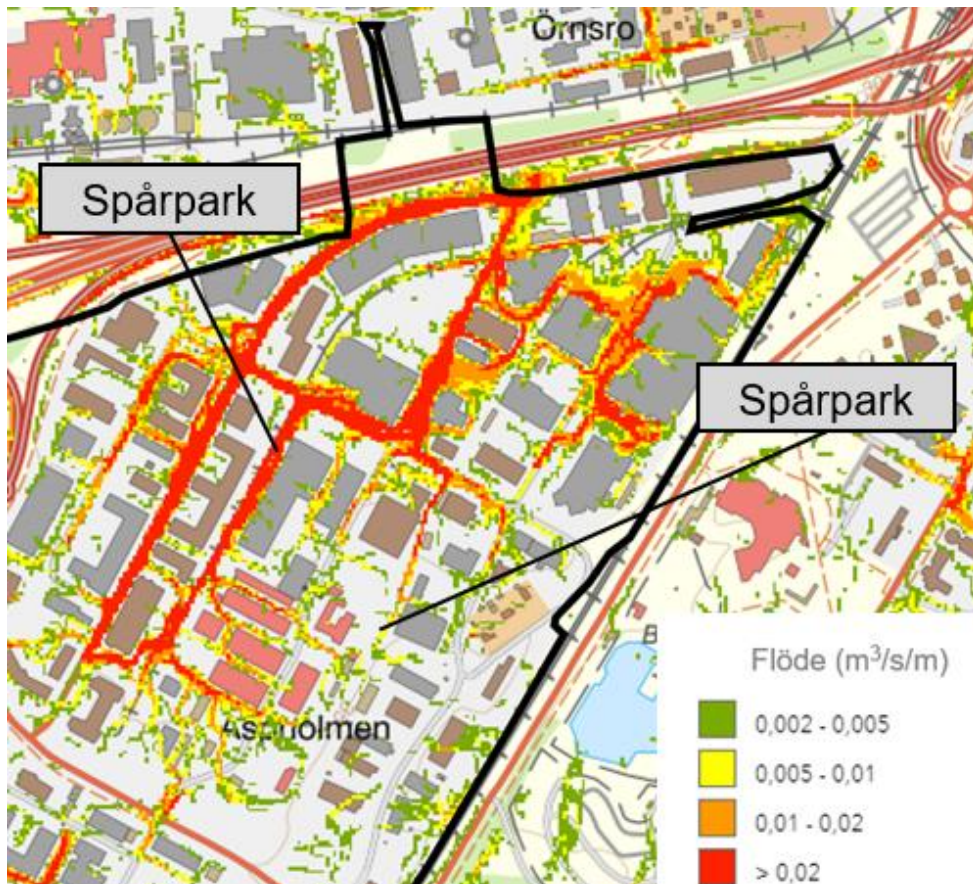 Örnsro
Spårpark
Spårpark
Aspholmen
Flöde (m³/s/m)
0,002 - 0,005
0,005 - 0,01
0,01 - 0,02
> 0,02